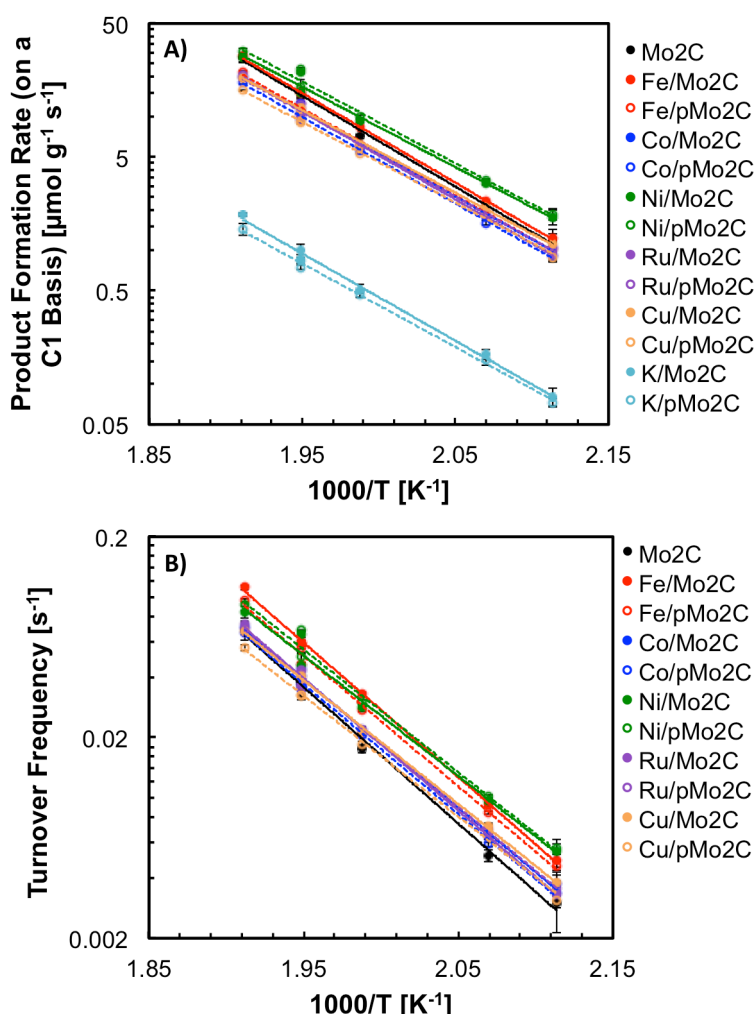 Product Formation Rate (on a
C1 Basis) [μmol g-1 s-1]
50
5
0.5
0.05
A)
1.85
1.95
2.05
2.15
1000/T [K-1]
Mo2C
Fe/Mo2C
Fe/pMo2C
Co/Mo2C
Co/pMo2C
Ni/Mo2C
Ni/pMo2C
Ru/Mo2C
Ru/pMo2C
Cu/Mo2C
Cu/pMo2C
K/Mo2C
K/pMo2C
Turnover Frequency [s-1]
0.2
0.02
0.002
B)
1.85
1.95
2.05
2.15
1000/T [K-1]
Mo2C
Fe/Mo2C
Fe/pMo2C
Co/Mo2C
Co/pMo2C
Ni/Mo2C
Ni/pMo2C
Ru/Mo2C
Ru/pMo2C
Cu/Mo2C
Cu/pMo2C